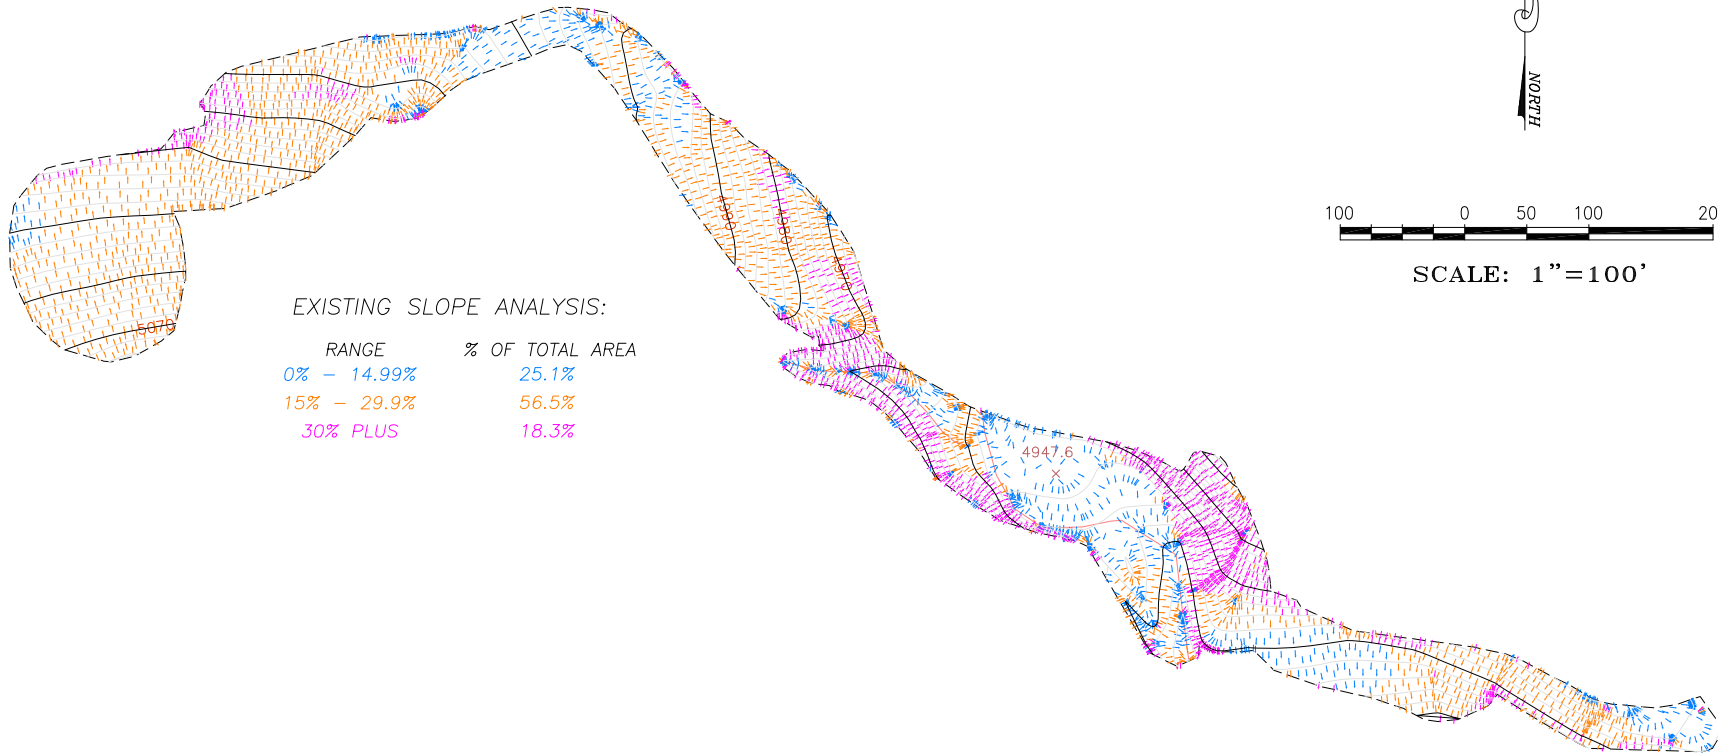 NORTH
100 0 50 100 20
SCALE: 1"=100'
EXISTING SLOPE ANALYSIS:
RANGE % OF TOTAL AREA
0% - 14.99% 25.1%
15% - 29.9% 56.5%
30% PLUS 18.3%
5070
4947.6